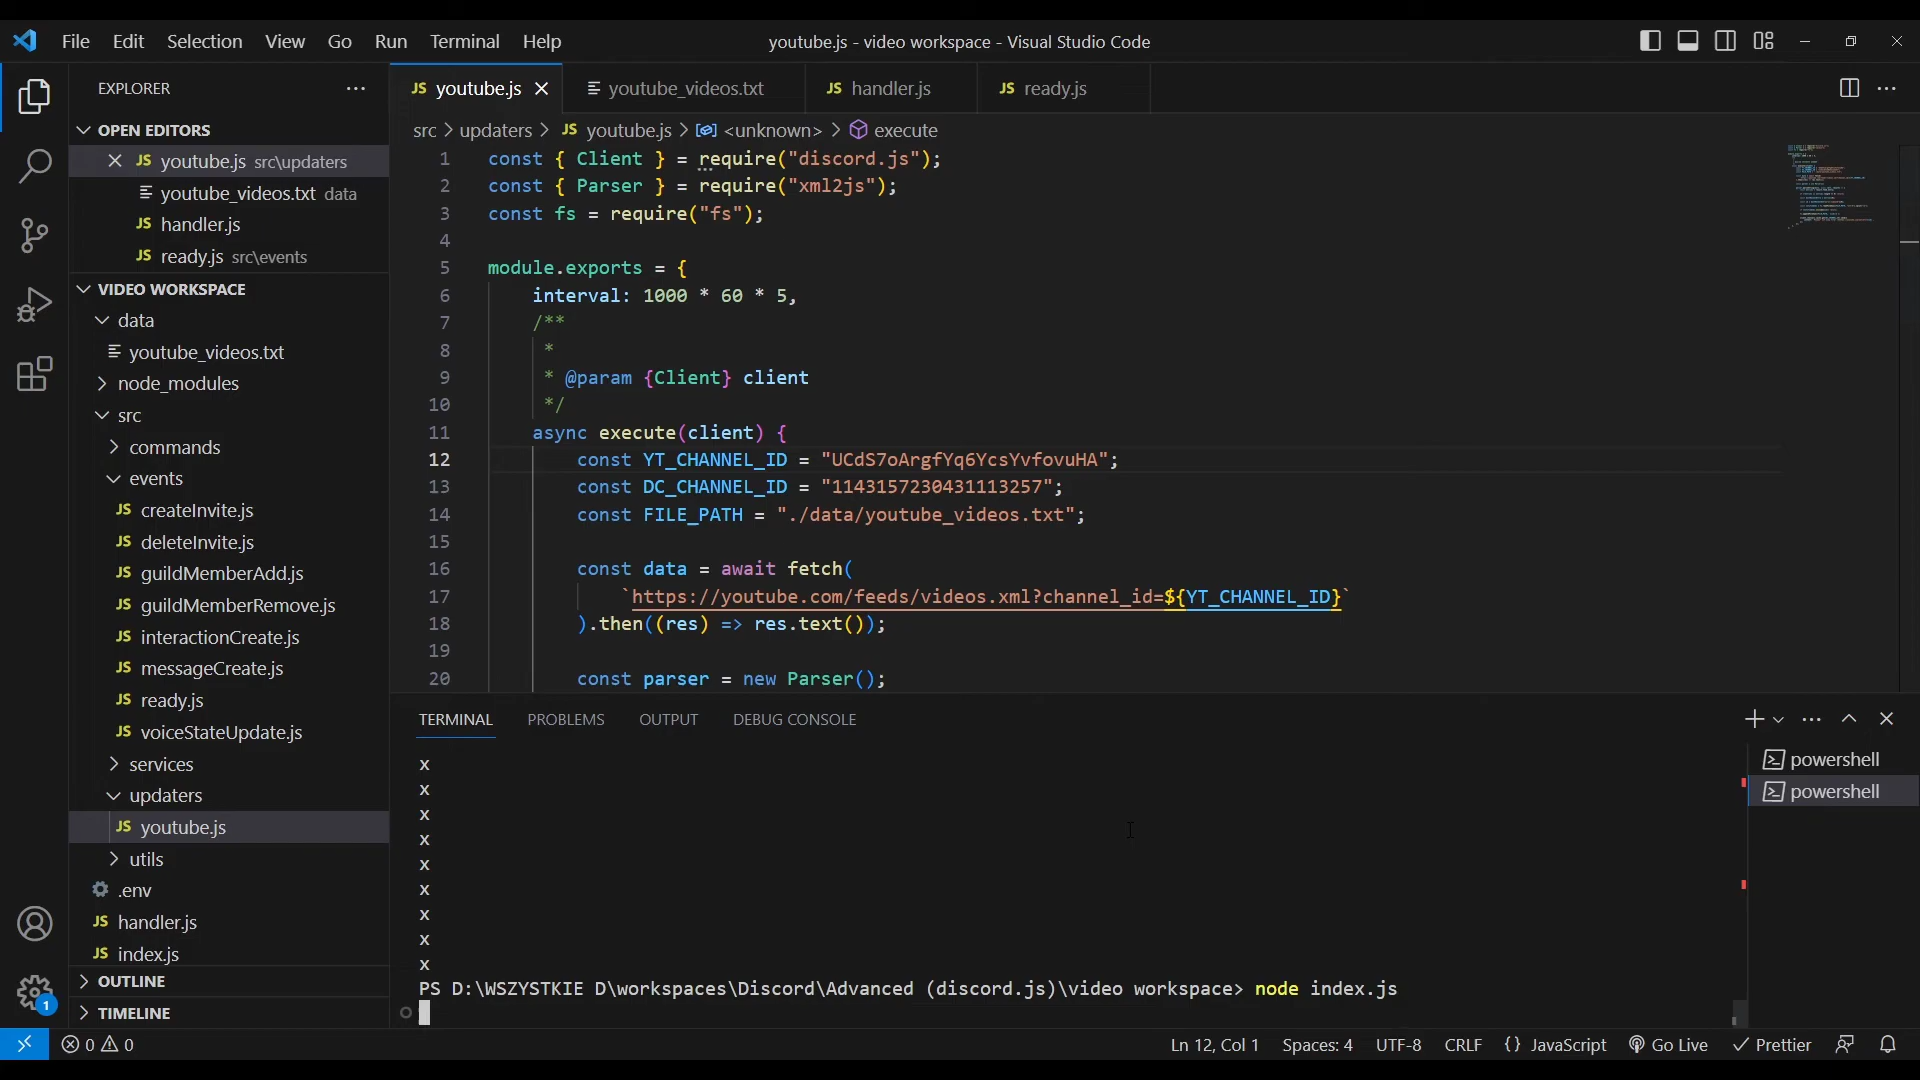 File Edit Selection View Go Run Terminal Help
youtube.js - video workspace - Visual Studio Code
EXPLORER
OPEN EDITORS
JS youtube.js src\updaters
youtube_videos.txt data
JS handler.js
JS ready.js src\events
VIDEO WORKSPACE
data
youtube_videos.txt
node_modules
src
commands
events
JS createInvite.js
JS deleteInvite.js
JS guildMemberAdd.js
JS guildMemberRemove.js
JS interactionCreate.js
JS messageCreate.js
JS ready.js
JS voiceStateUpdate.js
services
updaters
JS youtube.js
utils
.env
JS handler.js
JS index.js
OUTLINE
TIMELINE
1
JS youtube.js
youtube_videos.txt
JS handler.js
JS ready.js
src > updaters > JS youtube.js > <unknown> > execute
1 const { Client } = require("discord.js");
2 const { Parser } = require("xml2js");
3 const fs = require("fs");
4
5 module.exports = {
6 interval: 1000 * 60 * 5,
7 /**
8 *
9 * @param {Client} client
10 */
11 async execute(client) {
12 const YT_CHANNEL_ID = "UCdS7oArgfYq6YcsYvfovuHA";
13 const DC_CHANNEL_ID = "1143157230431113257";
14 const FILE_PATH = "./data/youtube_videos.txt";
15
16 const data = await fetch(
17 `https://youtube.com/feeds/videos.xml?channel_id=${YT_CHANNEL_ID}`
18 ).then((res) => res.text());
19
20 const parser = new Parser();
TERMINAL PROBLEMS OUTPUT DEBUG CONSOLE
x
x
x
x
x
x
x
x
x
PS D:\WSZYSTKIE D\workspaces\Discord\Advanced (discord.js)\video workspace> node index.js
powershell
powershell
0 0
Ln 12, Col 1 Spaces: 4 UTF-8 CRLF {} JavaScript Go Live Prettier